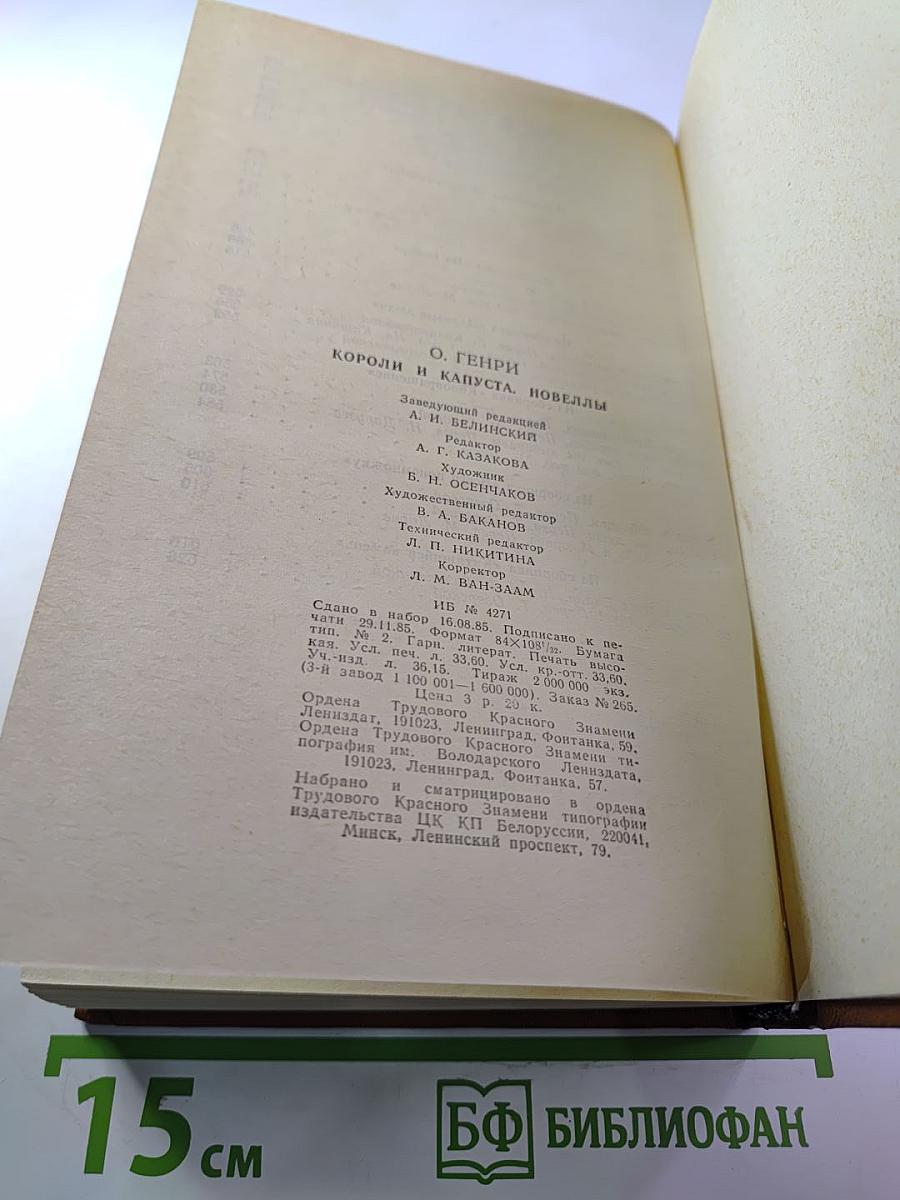 О. ГЕНРИ
КОРОЛИ И КАПУСТА. НОВЕЛЛЫ
Заведующий редакцией
А. И. БЕЛИНСКИЙ
Редактор
А. Г. КАЗАКОВА
Художник
Б. Н. ОСЕНЧАКОВ
Художественный редактор
В. А. БАКАНОВ
Технический редактор
Л. П. НИКИТИНА
Корректор
Л. М. ВАН-ЗААМ
ИБ № 4271
Сдано в набор 16.08.85. Подписано к пе-
чати 29.11.85. Формат 84×108¹/₃₂. Бумага
тип. № 2. Гарн. литерат. Печать высо-
кая. Усл. печ. л. 33,60. Усл. кр.-отт. 33,60.
Уч.-изд. л. 36,15. Тираж 2 000 000 экз.
(3-й завод 1 100 001—1 600 000). Заказ № 265.
Цена 3 р. 20 к.
Ордена Трудового Красного Знамени
Лениздат, 191023, Ленинград, Фонтанка, 59.
Ордена Трудового Красного Знамени ти-
пография им. Володарского Лениздата,
191023, Ленинград, Фонтанка, 57.
Набрано и сматрицировано в ордена
Трудового Красного Знамени типографии
издательства ЦК КП Белоруссии, 220041,
Минск, Ленинский проспект, 79.
15 см
БФ БИБЛИОФАН